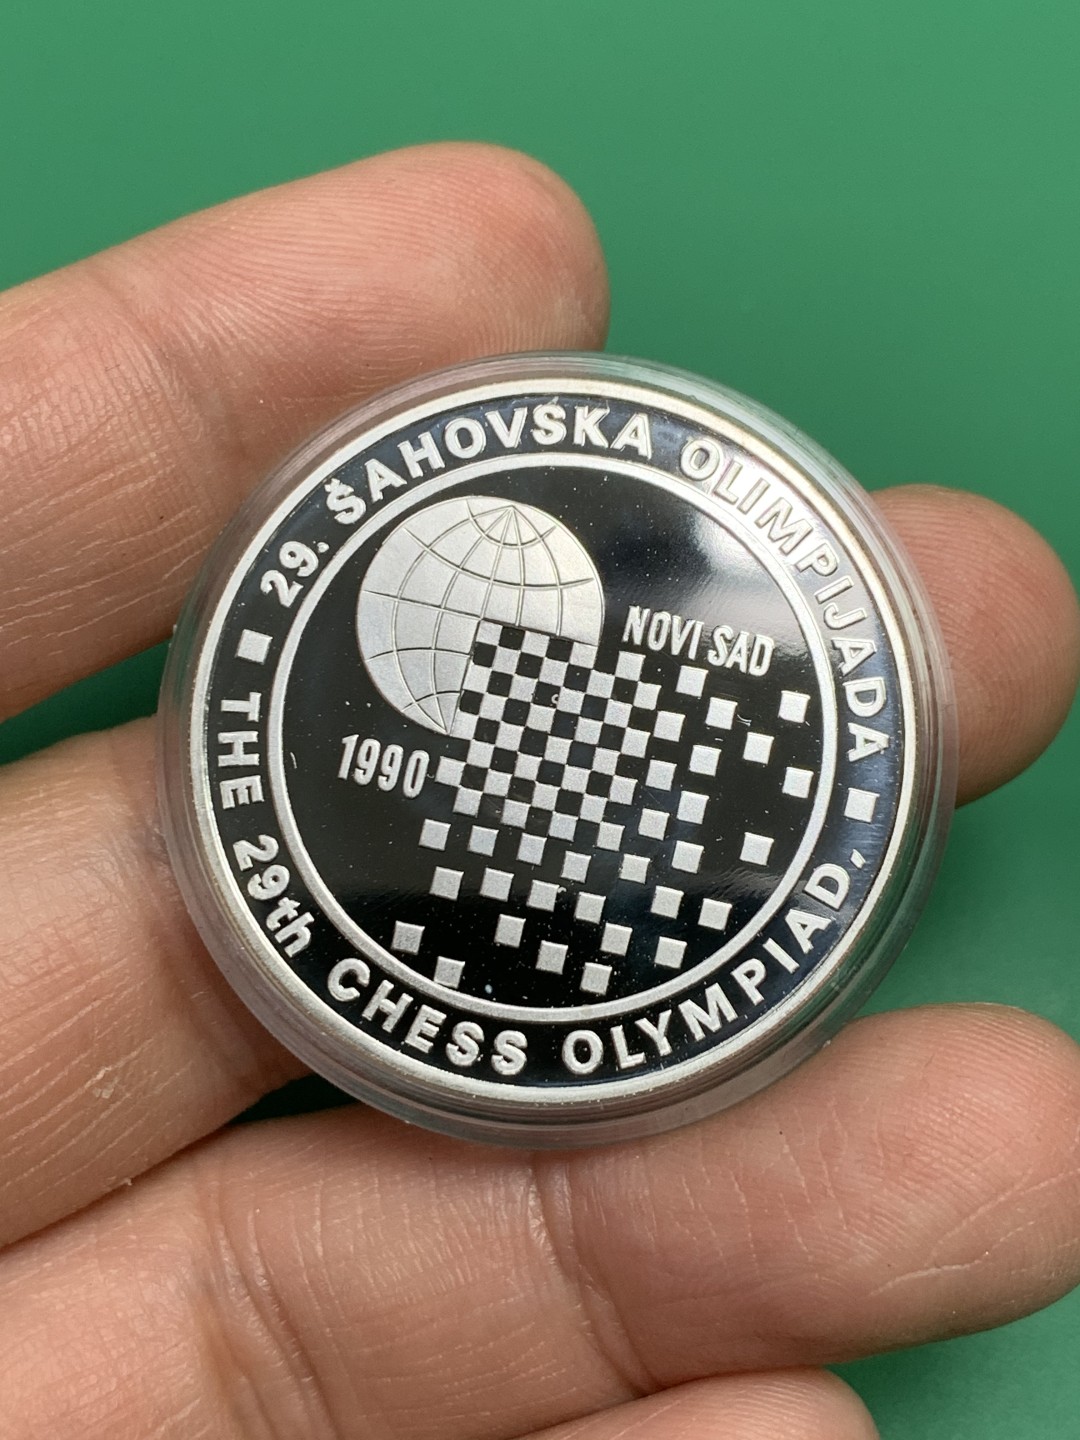 29. ŠAHOVSKA OLIMPIJADA
NOVI SAD
1990
THE 29th CHESS OLYMPIAD.